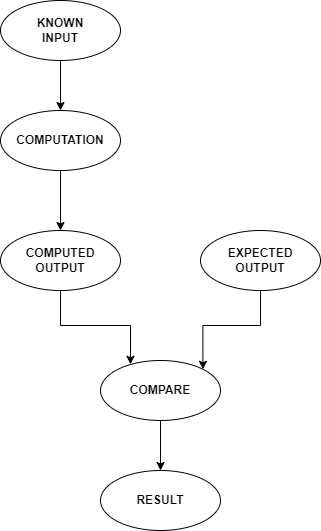 KNOWN
INPUT
COMPUTATION
COMPUTED
OUTPUT
EXPECTED
OUTPUT
COMPARE
RESULT